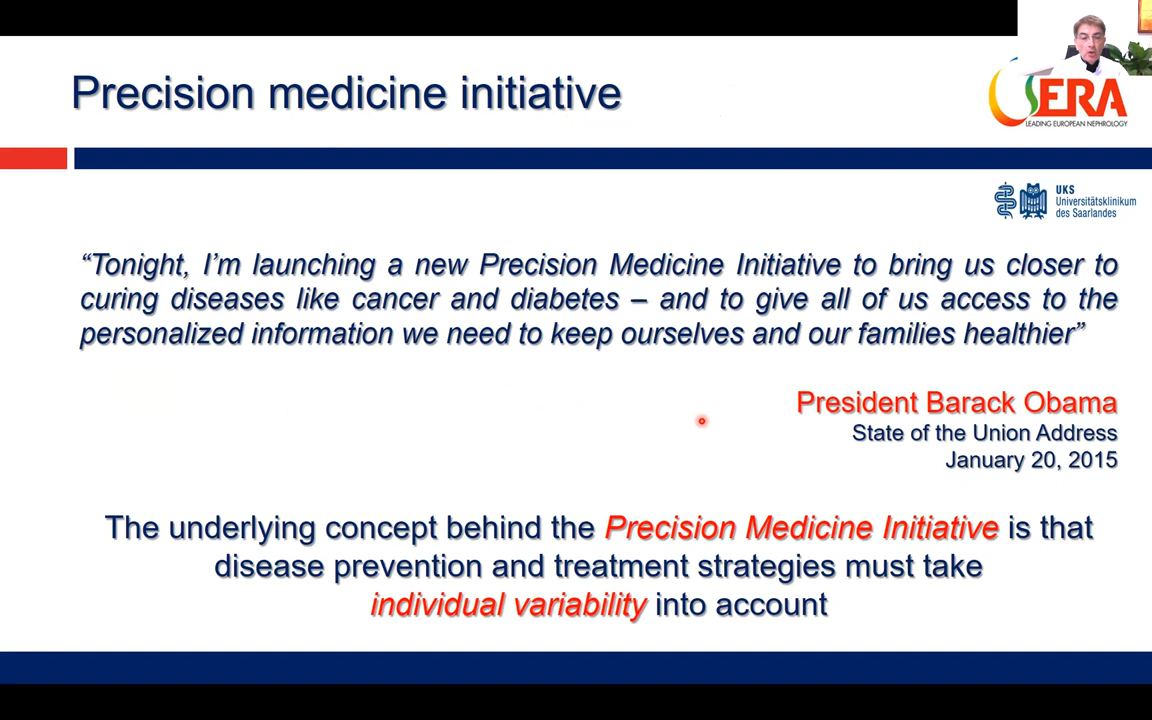 Precision medicine initiative
ERA
LEADING EUROPEAN NEPHROLOGY
UKS
Universitätsklinikum
des Saarlandes
“Tonight, I’m launching a new Precision Medicine Initiative to bring us closer to
curing diseases like cancer and diabetes – and to give all of us access to the
personalized information we need to keep ourselves and our families healthier”
President Barack Obama
State of the Union Address
January 20, 2015
The underlying concept behind the Precision Medicine Initiative is that
disease prevention and treatment strategies must take
individual variability into account